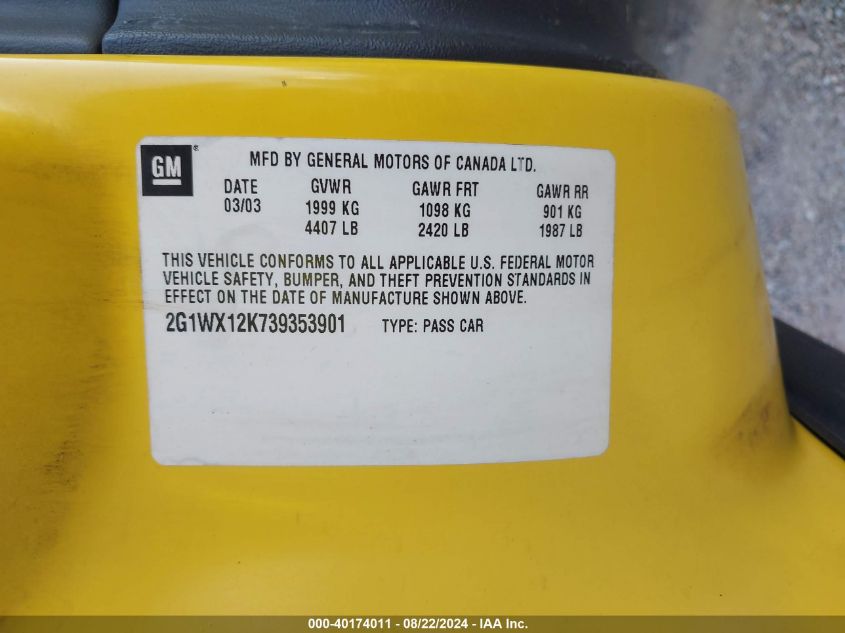 GM ®
MFD BY GENERAL MOTORS OF CANADA LTD.
DATE GVWR GAWR FRT GAWR RR
03/03 1999 KG 1098 KG 901 KG
4407 LB 2420 LB 1987 LB
THIS VEHICLE CONFORMS TO ALL APPLICABLE U.S. FEDERAL MOTOR
VEHICLE SAFETY, BUMPER, AND THEFT PREVENTION STANDARDS IN
EFFECT ON THE DATE OF MANUFACTURE SHOWN ABOVE.
2G1WX12K739353901 TYPE: PASS CAR
000-40174011 - 08/22/2024 - IAA Inc.